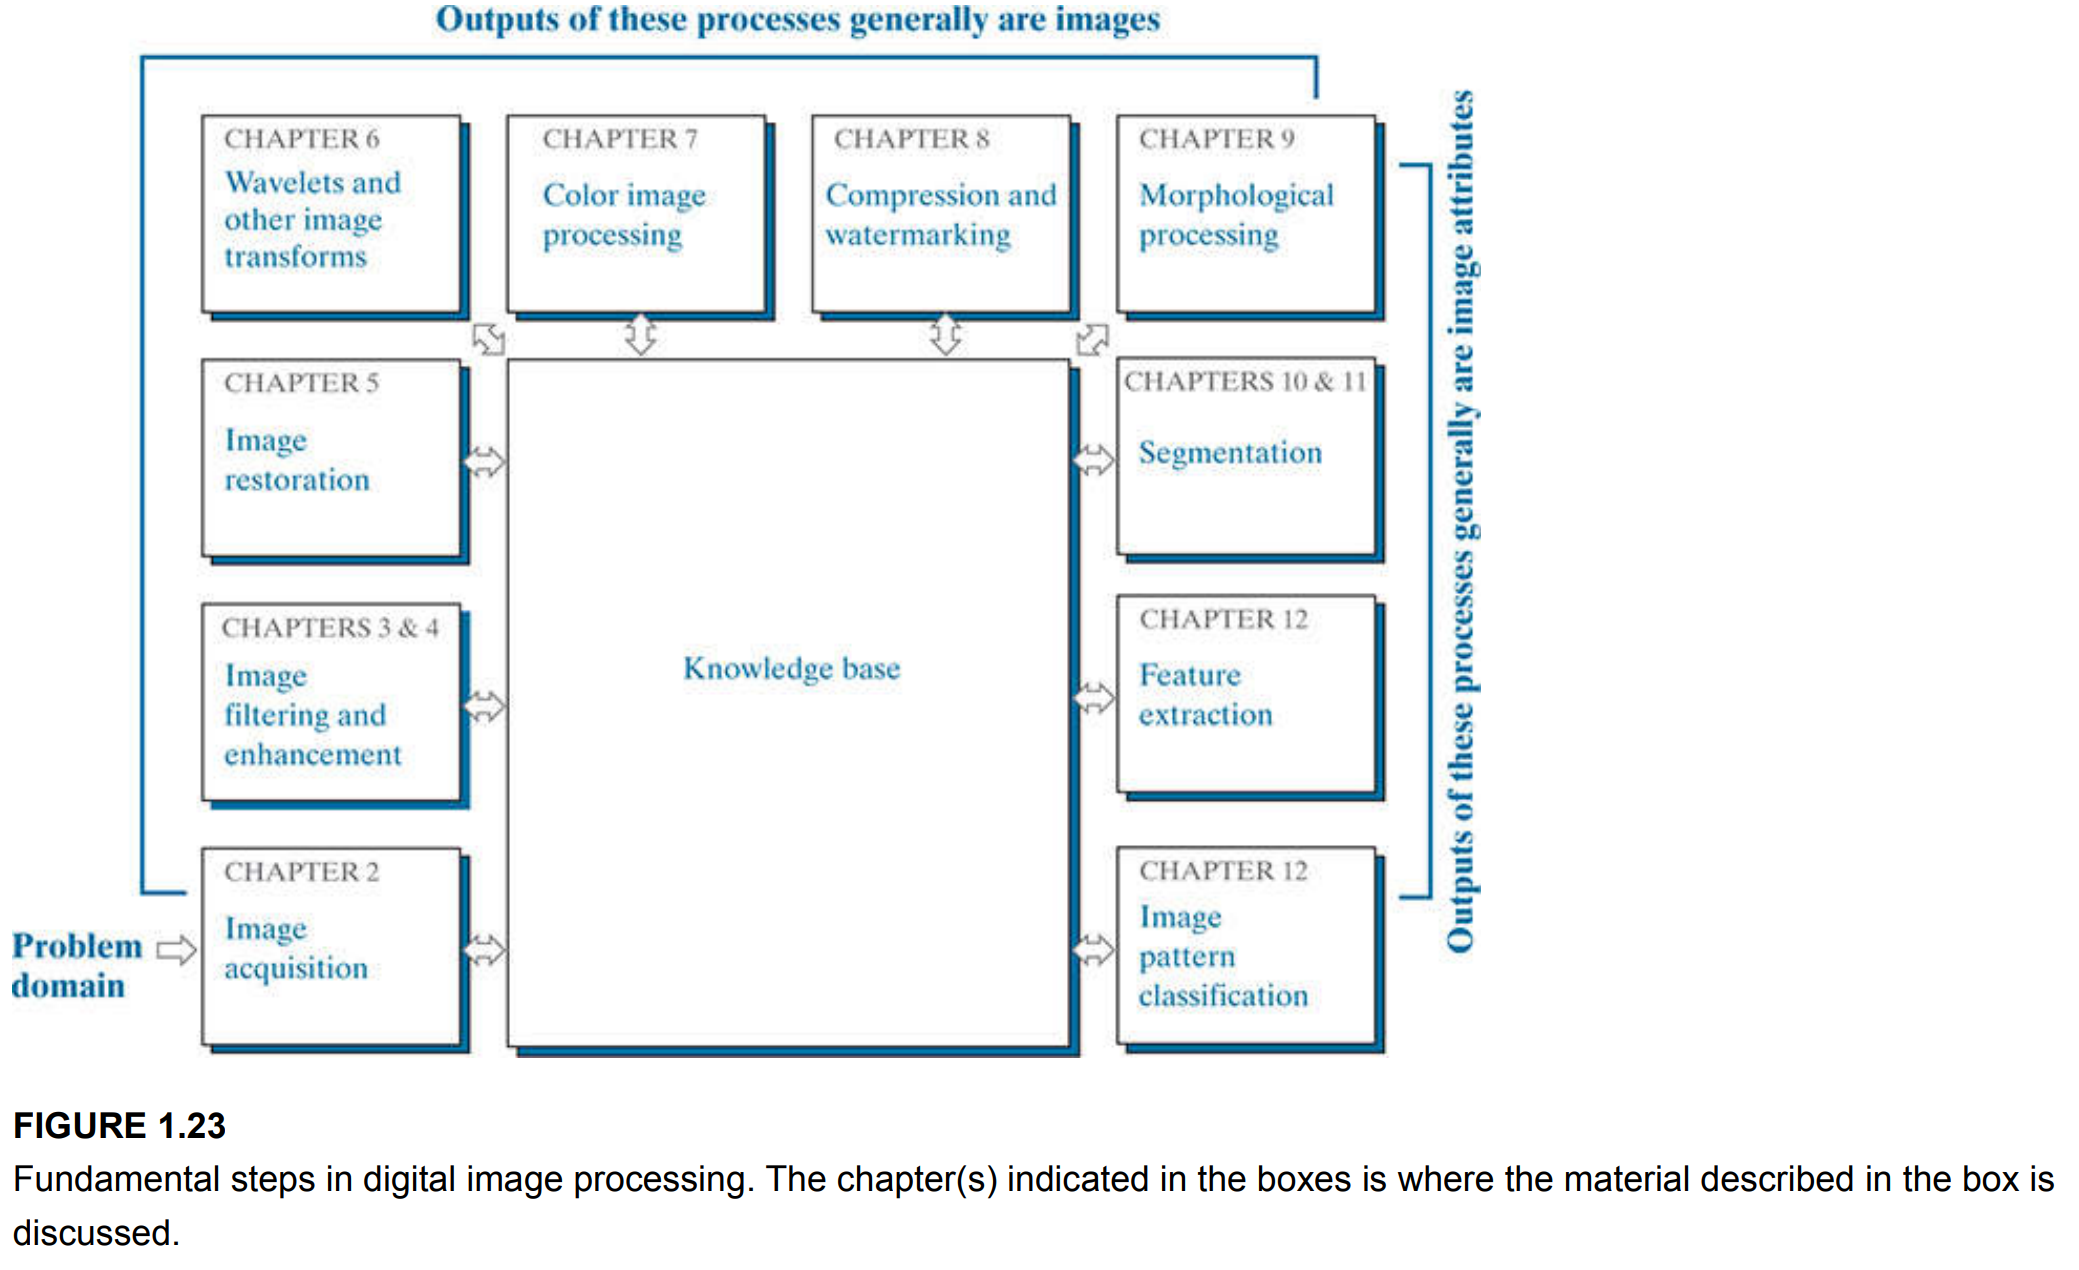 Outputs of these processes generally are images
CHAPTER 6
Wavelets and
other image
transforms
CHAPTER 7
Color image
processing
CHAPTER 8
Compression and
watermarking
CHAPTER 9
Morphological
processing
Outputs of these processes generally are image attributes
CHAPTER 5
Image
restoration
CHAPTERS 10 & 11
Segmentation
CHAPTERS 3 & 4
Image
filtering and
enhancement
Knowledge base
CHAPTER 12
Feature
extraction
Problem
domain
CHAPTER 2
Image
acquisition
CHAPTER 12
Image
pattern
classification
FIGURE 1.23
Fundamental steps in digital image processing. The chapter(s) indicated in the boxes is where the material described in the box is
discussed.